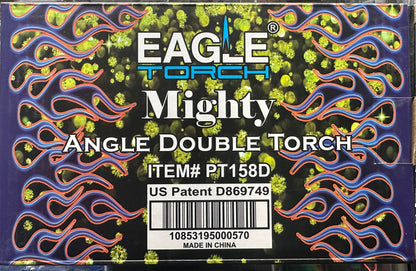 EAGLE®
TORCH
Mighty
ANGLE DOUBLE TORCH
ITEM# PT158D
US Patent D869749
10853195000570
MADE IN CHINA